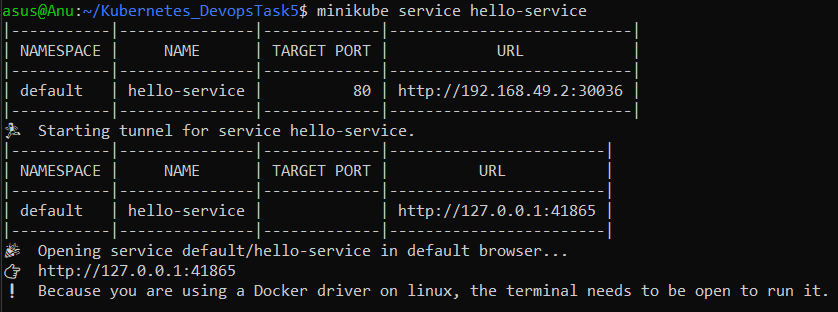 asus@Anu:~/Kubernetes_DevopsTask5$ minikube service hello-service
|-----------|---------------|-------------|---------------------------|
| NAMESPACE |     NAME      | TARGET PORT |            URL            |
|-----------|---------------|-------------|---------------------------|
| default   | hello-service |          80 | http://192.168.49.2:30036 |
|-----------|---------------|-------------|---------------------------|
🏃  Starting tunnel for service hello-service.
|-----------|---------------|-------------|------------------------|
| NAMESPACE |     NAME      | TARGET PORT |          URL           |
|-----------|---------------|-------------|------------------------|
| default   | hello-service |             | http://127.0.0.1:41865 |
|-----------|---------------|-------------|------------------------|
🎉  Opening service default/hello-service in default browser...
👉  http://127.0.0.1:41865
❗  Because you are using a Docker driver on linux, the terminal needs to be open to run it.